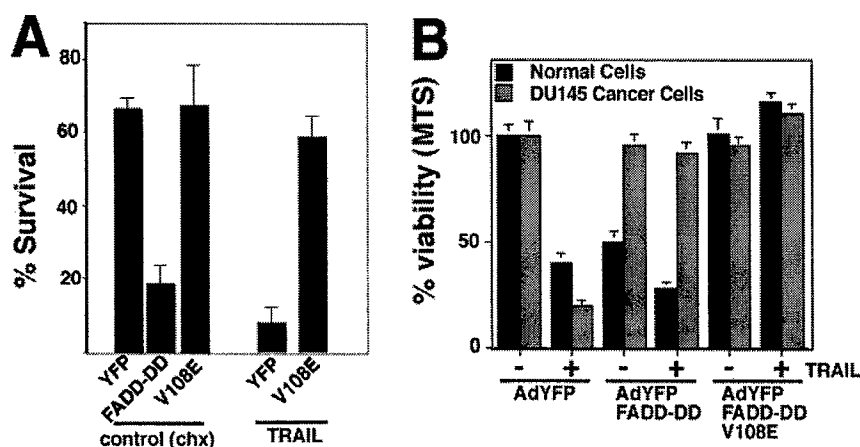 A
% Survival
80
60
40
20
YFP
FADD-DD
V108E
YFP
V108E
control (chx)
TRAIL
B
% viability (MTS)
Normal Cells
DU145 Cancer Cells
100
50
0
- + - + - + TRAIL
AdYFP
AdYFP
FADD-DD
AdYFP
FADD-DD
V108E